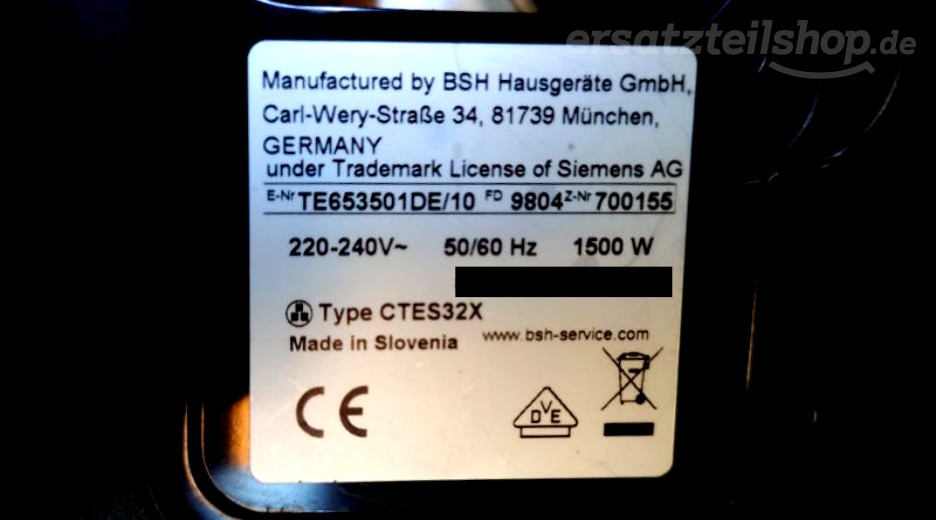 ersatzteilshop.de
Manufactured by BSH Hausgeräte GmbH,
Carl-Wery-Straße 34, 81739 München,
GERMANY
under Trademark License of Siemens AG
E-Nr TE653501DE/10 FD 9804 Z-Nr 700155
220-240V~ 50/60 Hz 1500 W
Type CTES32X
Made in Slovenia www.bsh-service.com
CE DVE